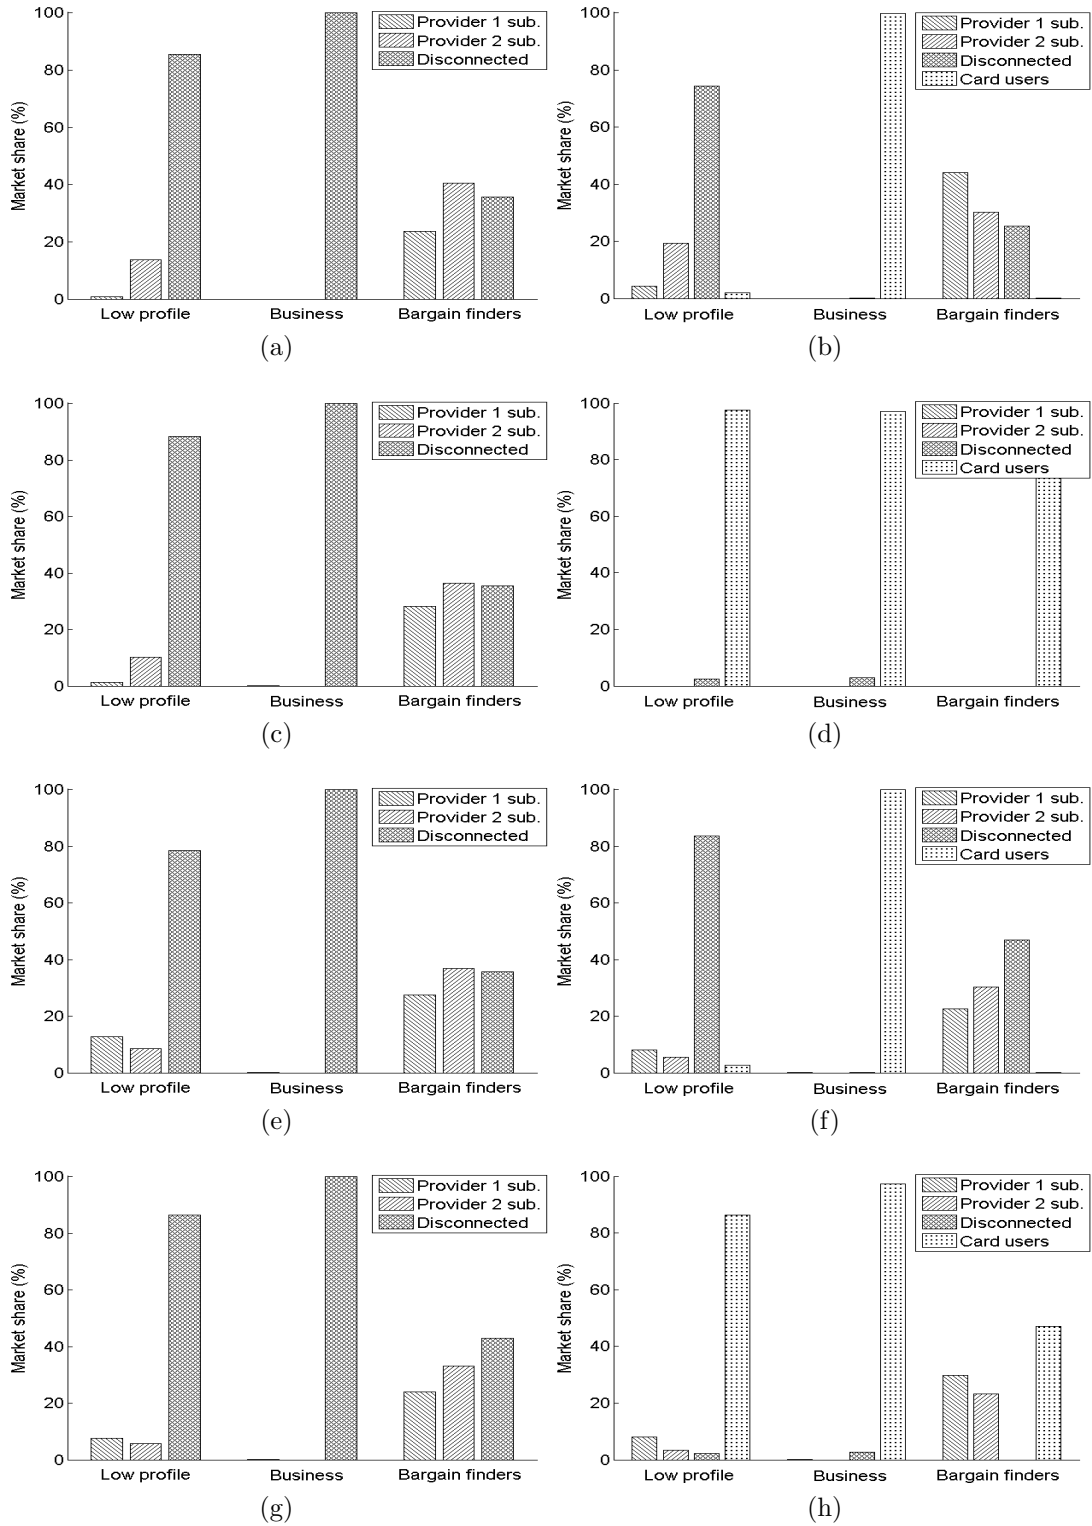 100
80
60
40
20
0
Market share (%)
Provider 1 sub.
Provider 2 sub.
Disconnected
Low profile
Business
Bargain finders
(a)
100
80
60
40
20
0
Market share (%)
Provider 1 sub.
Provider 2 sub.
Disconnected
Card users
Low profile
Business
Bargain finders
(b)
100
80
60
40
20
0
Market share (%)
Provider 1 sub.
Provider 2 sub.
Disconnected
Low profile
Business
Bargain finders
(c)
100
80
60
40
20
0
Market share (%)
Provider 1 sub.
Provider 2 sub.
Disconnected
Card users
Low profile
Business
Bargain finders
(d)
100
80
60
40
20
0
Market share (%)
Provider 1 sub.
Provider 2 sub.
Disconnected
Low profile
Business
Bargain finders
(e)
100
80
60
40
20
0
Market share (%)
Provider 1 sub.
Provider 2 sub.
Disconnected
Card users
Low profile
Business
Bargain finders
(f)
100
80
60
40
20
0
Market share (%)
Provider 1 sub.
Provider 2 sub.
Disconnected
Low profile
Business
Bargain finders
(g)
100
80
60
40
20
0
Market share (%)
Provider 1 sub.
Provider 2 sub.
Disconnected
Card users
Low profile
Business
Bargain finders
(h)